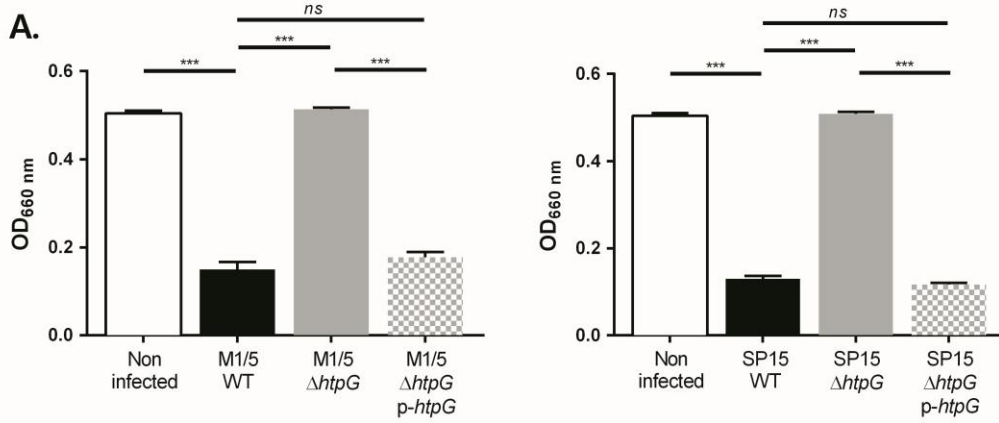 A.
ns
***
*** ***
0.6
0.4
0.2
0.0
OD660 nm
Non
infected
M1/5
WT
M1/5
ΔhtpG
M1/5
ΔhtpG
p-htpG
ns
***
*** ***
0.6
0.4
0.2
0.0
OD660 nm
Non
infected
SP15
WT
SP15
ΔhtpG
SP15
ΔhtpG
p-htpG